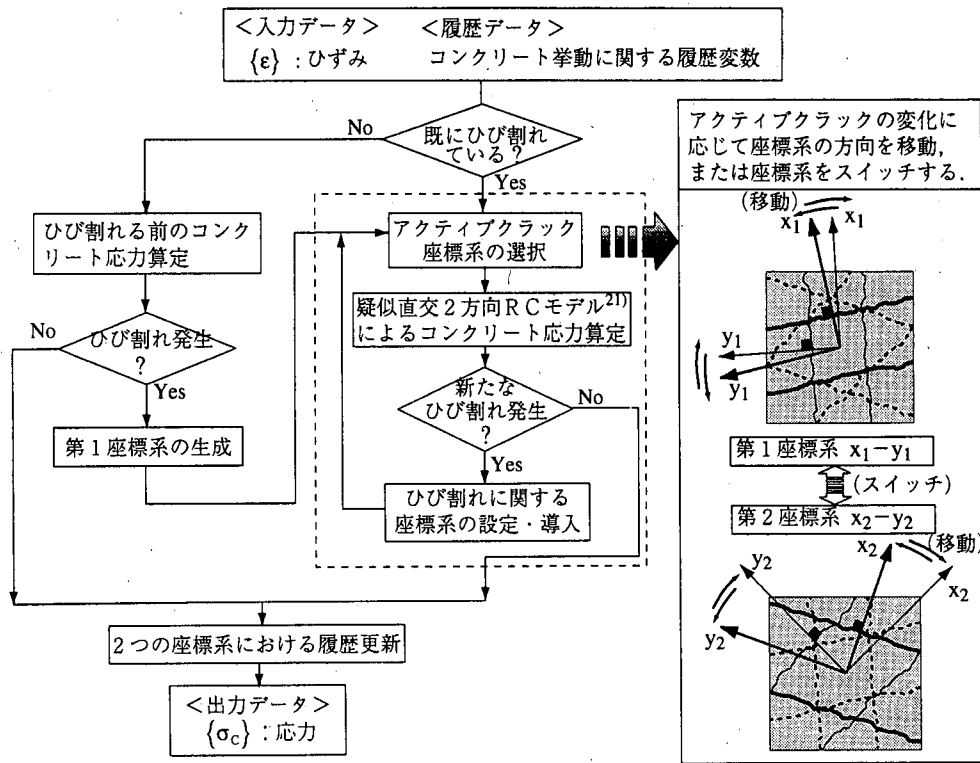 ＜入力データ＞　＜履歴データ＞
{ε}：ひずみ　コンクリート挙動に関する履歴変数
No
既にひび割れ
ている？
Yes
ひび割れる前のコンク
リート応力算定
No
ひび割れ発生
？
Yes
第1座標系の生成
アクティブクラック
座標系の選択
疑似直交2方向RCモデル21)
によるコンクリート応力算定
新たな
ひび割れ発生
？
No
Yes
ひび割れに関する
座標系の設定・導入
2つの座標系における履歴更新
＜出力データ＞
{σc}：応力
アクティブクラックの変化に
応じて座標系の方向を移動，
または座標系をスイッチする．
(移動)
x1
x1
y1
y1
第1座標系 x1−y1
(スイッチ)
第2座標系 x2−y2
x2
(移動)
y2
x2
y2